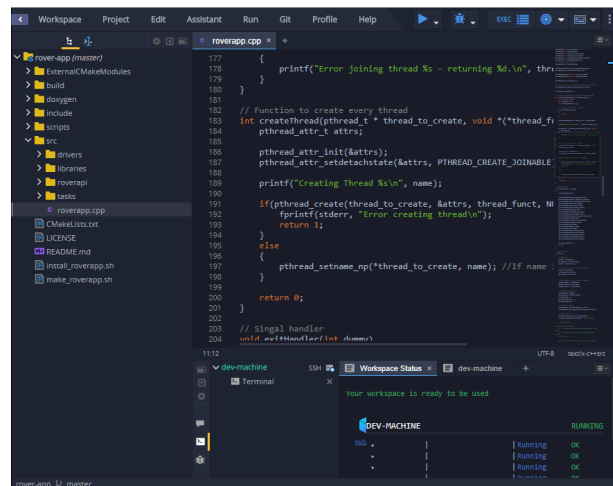 Workspace Project Edit Assistant Run Git Profile Help EXEC
rover-app (master)
ExternalCMakeModules
build
doxygen
include
scripts
src
drivers
libraries
roverapi
tasks
roverapp.cpp
CMakeLists.txt
LICENSE
README.md
install_roverapp.sh
make_roverapp.sh
roverapp.cpp × +
177 {
178 printf("Error joining thread %s - returning %d.\n", thre
179 }
180 }
181
182 // Function to create every thread
183 int createThread(pthread_t * thread_to_create, void *(*thread_fu
184 pthread_attr_t attrs;
185
186 pthread_attr_init(&attrs);
187 pthread_attr_setdetachstate(&attrs, PTHREAD_CREATE_JOINABLE
188
189 printf("Creating Thread %s\n", name);
190
191 if(pthread_create(thread_to_create, &attrs, thread_funct, NU
192 fprintf(stderr, "Error creating thread\n");
193 return 1;
194 }
195 else
196 {
197 pthread_setname_np(*thread_to_create, name); //If name
198 }
199
200 return 0;
201 }
202
203 // Singal handler
204 void exitHandler(int dummy)
11:12 UTF-8 text/x-c++src
dev-machine SSH
Terminal ×
Workspace Status × dev-machine +
Your workspace is ready to be used
DEV-MACHINE RUNNING
Running OK
Running OK
Running OK
Running OK
rover-app master